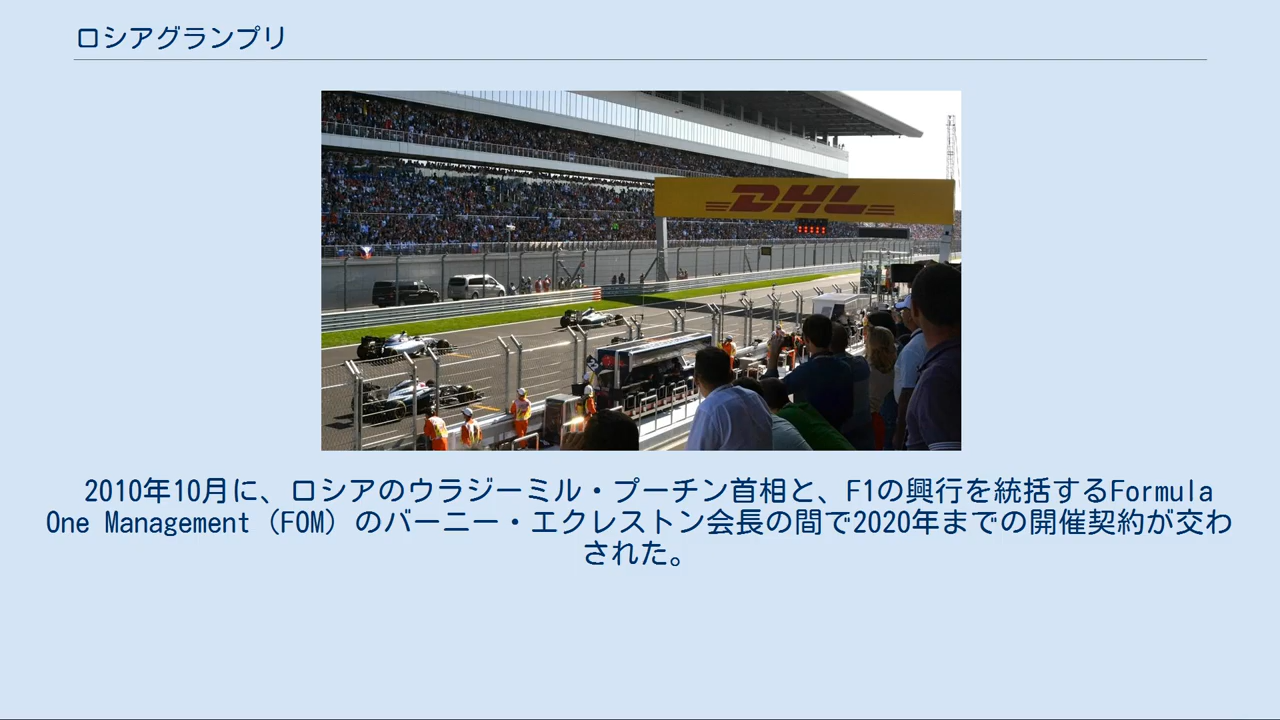 ロシアグランプリ
DHL
2010年10月に、ロシアのウラジーミル・プーチン首相と、F1の興行を統括するFormula
One Management（FOM）のバーニー・エクレストン会長の間で2020年までの開催契約が交わ
された。